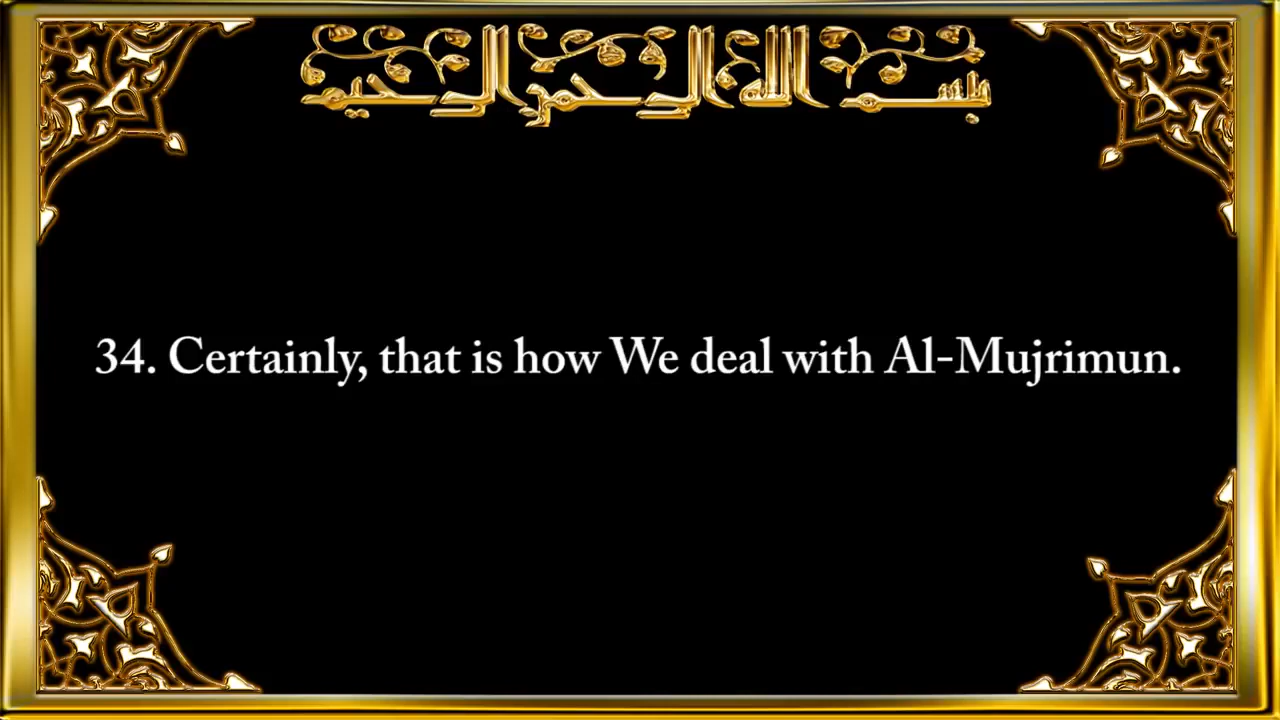 بسم الله الرحمن الرحيم
34. Certainly, that is how We deal with Al-Mujrimun.